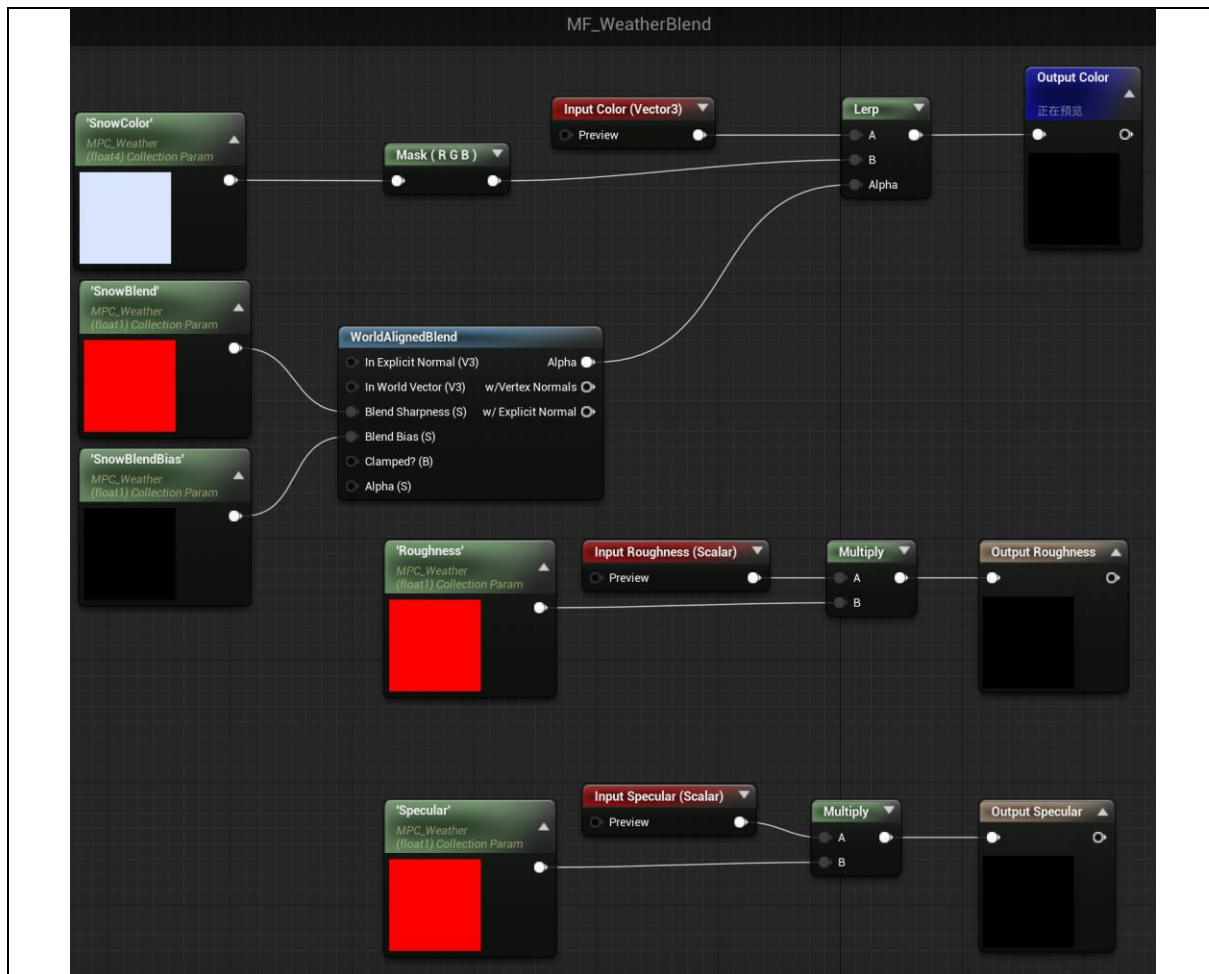 MF_WeatherBlend
Output Color
正在预览
Input Color (Vector3)
Preview
Lerp
A
B
Alpha
'SnowColor'
MPC_Weather
(float4) Collection Param
Mask ( R G B )
'SnowBlend'
MPC_Weather
(float1) Collection Param
WorldAlignedBlend
In Explicit Normal (V3)
Alpha
In World Vector (V3)
w/Vertex Normals
Blend Sharpness (S)
w/ Explicit Normal
Blend Bias (S)
Clamped? (B)
Alpha (S)
'SnowBlendBias'
MPC_Weather
(float1) Collection Param
'Roughness'
MPC_Weather
(float1) Collection Param
Input Roughness (Scalar)
Preview
Multiply
A
B
Output Roughness
'Specular'
MPC_Weather
(float1) Collection Param
Input Specular (Scalar)
Preview
Multiply
A
B
Output Specular